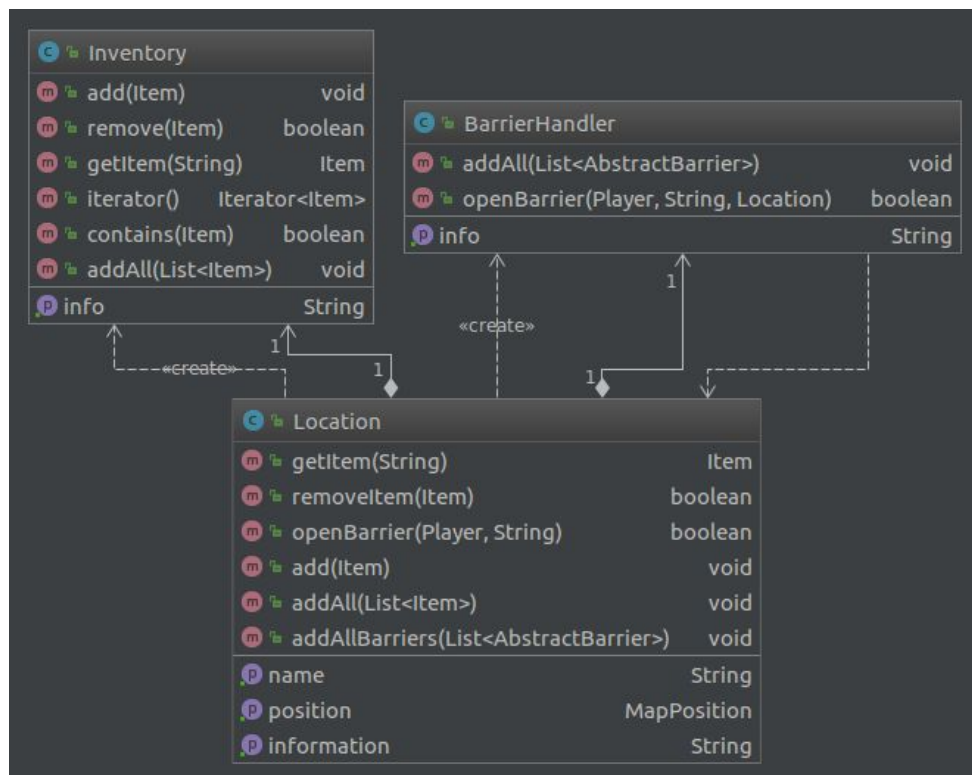 Inventory
add(Item) void
remove(Item) boolean
getItem(String) Item
iterator() Iterator<Item>
contains(Item) boolean
addAll(List<Item>) void
info String
BarrierHandler
addAll(List<AbstractBarrier>) void
openBarrier(Player, String, Location) boolean
info String
1
«create»
1
«create»
1
1
Location
getItem(String) Item
removeItem(Item) boolean
openBarrier(Player, String) boolean
add(Item) void
addAll(List<Item>) void
addAllBarriers(List<AbstractBarrier>) void
name String
position MapPosition
information String